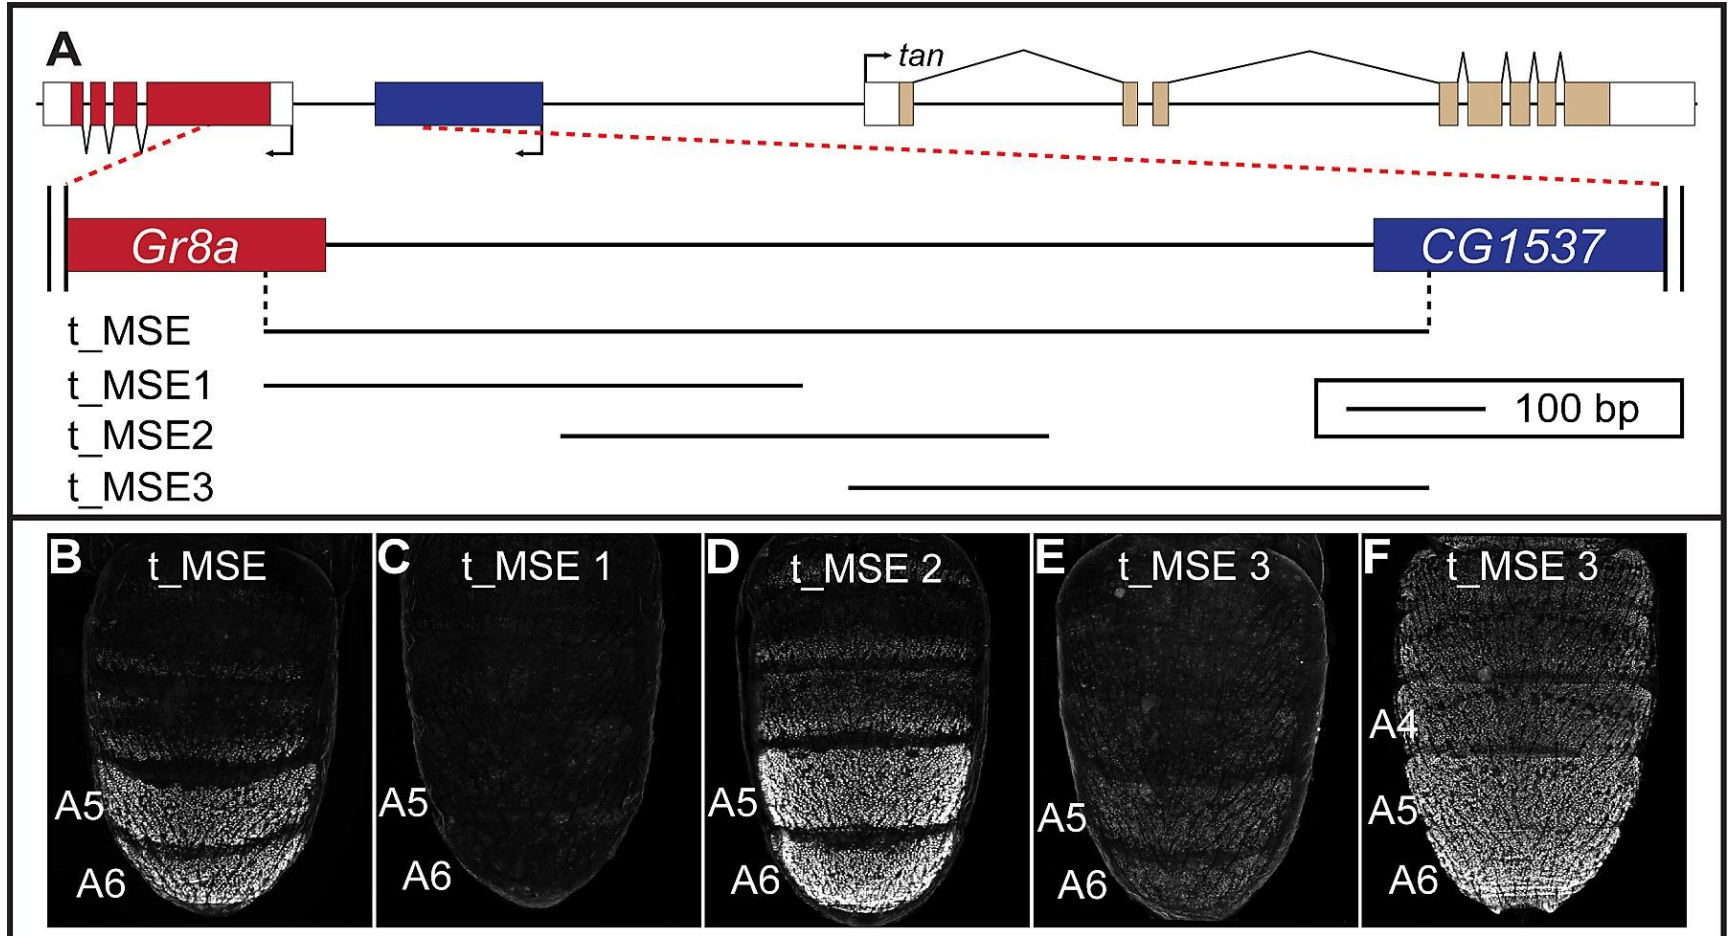 A
tan
Gr8a
CG1537
t_MSE
t_MSE1
100 bp
t_MSE2
t_MSE3
B t_MSE
A5
A6
C t_MSE 1
A5
A6
D t_MSE 2
A5
A6
E t_MSE 3
A5
A6
F t_MSE 3
A4
A5
A6